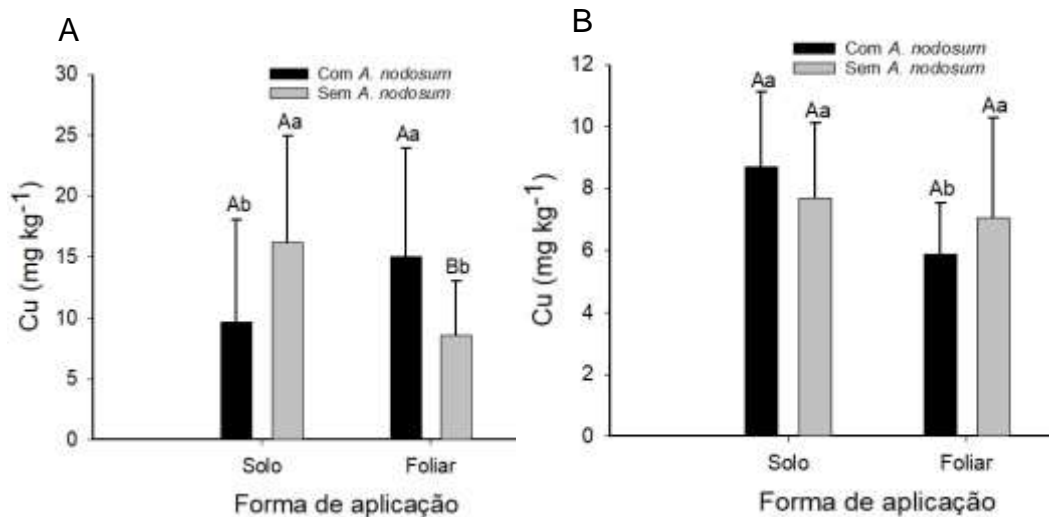 A
Com A. nodosum
Sem A. nodosum
30
25
20
15
10
5
0
Cu (mg kg⁻¹)
Ab
Aa
Aa
Bb
Solo
Foliar
Forma de aplicação
B
Com A. nodosum
Sem A. nodosum
12
10
8
6
4
2
0
Cu (mg kg⁻¹)
Aa
Aa
Ab
Aa
Solo
Foliar
Forma de aplicação